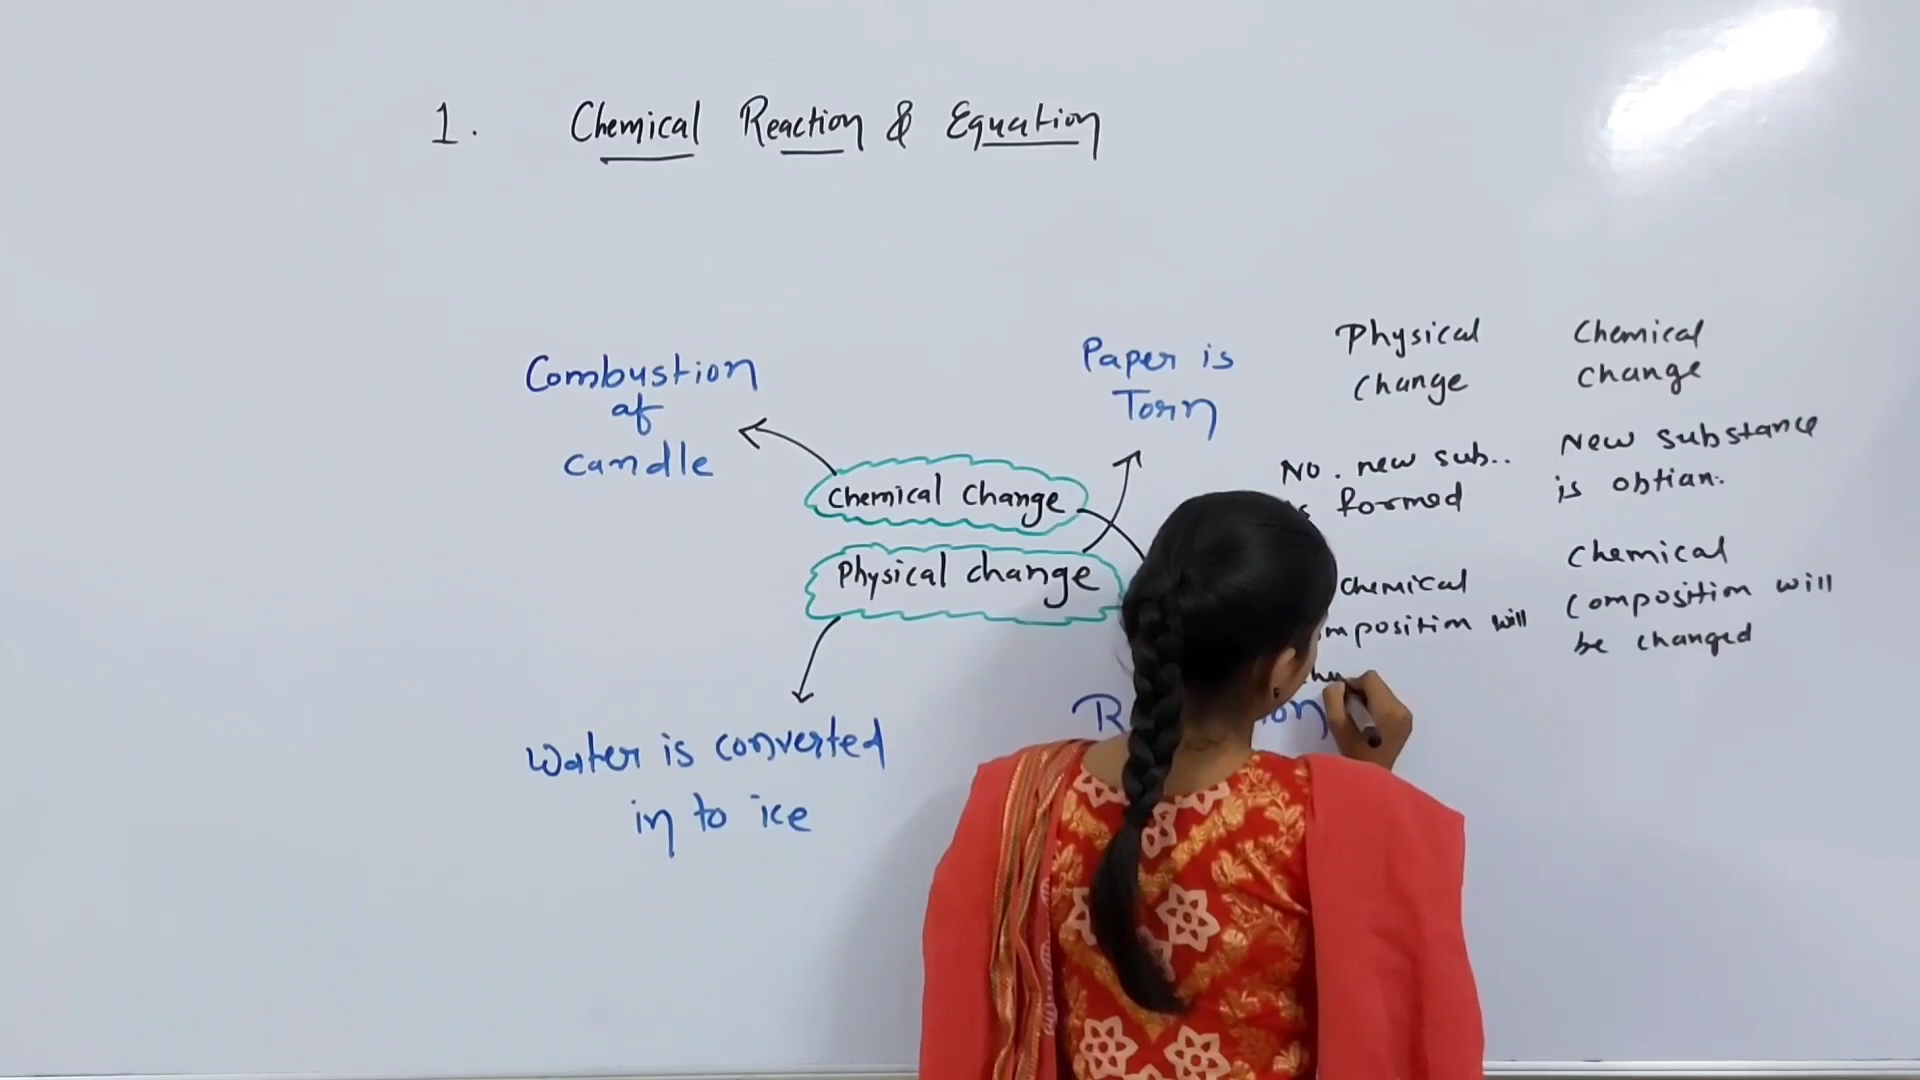 1. Chemical Reaction & Equation
Combustion
of
candle
Paper is
Torn
Chemical Change
Physical change
Water is converted
in to ice
Physical
Change
No. new sub..
formed
chemical
will
Chemical
change
New substance
is obtian.
Chemical
Composition will
be changed